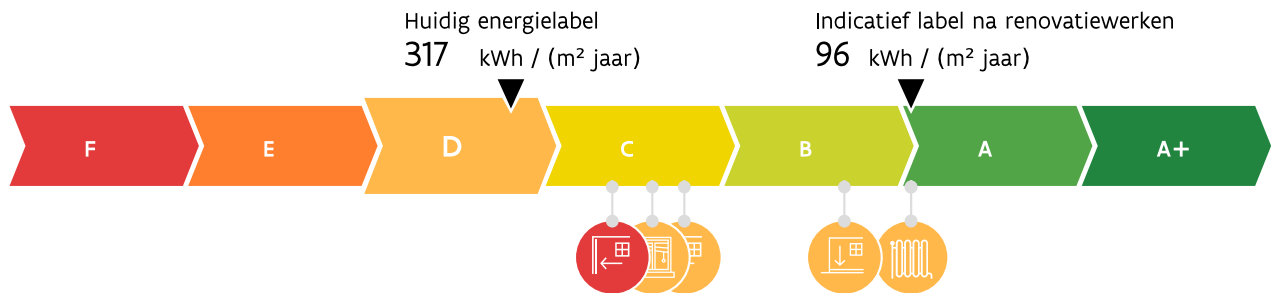 Huidig energielabel
317 kWh / (m² jaar)
Indicatief label na renovatiewerken
96 kWh / (m² jaar)
F
E
D
C
B
A
A+